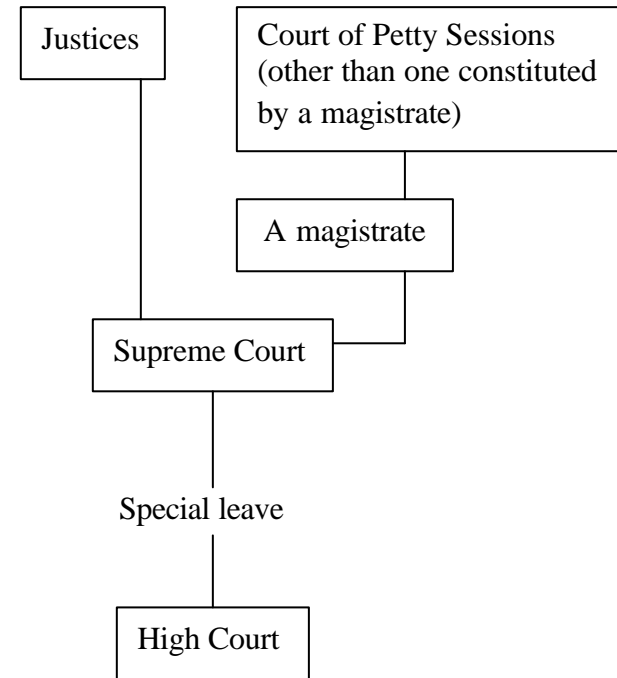 Justices
Court of Petty Sessions
(other than one constituted
by a magistrate)
A magistrate
Supreme Court
Special leave
High Court